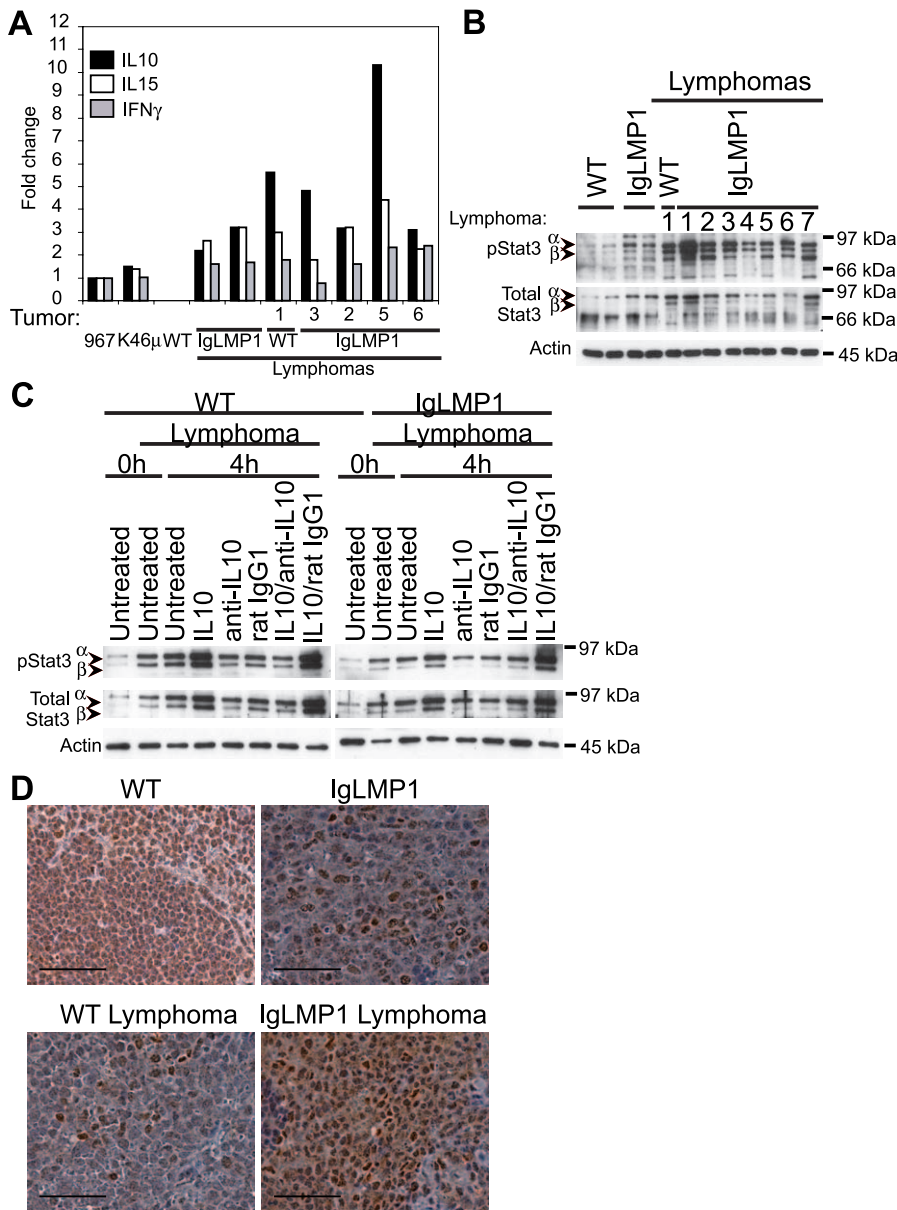 A
12
11
10
9
8
7
6
5
4
3
2
1
0
Fold change
IL10
IL15
IFNγ
Tumor:
1 3 2 5 6
967 K46μ WT IgLMP1 WT IgLMP1
Lymphomas
B
Lymphomas
WT IgLMP1 WT IgLMP1
Lymphoma: 1 1 2 3 4 5 6 7
pStat3 α β
97 kDa
66 kDa
Total Stat3 α β
97 kDa
66 kDa
Actin
45 kDa
C
WT IgLMP1
Lymphoma Lymphoma
0h 4h 0h 4h
Untreated Untreated Untreated IL10 anti-IL10 rat IgG1 IL10/anti-IL10 IL10/rat IgG1
Untreated Untreated Untreated IL10 anti-IL10 rat IgG1 IL10/anti-IL10 IL10/rat IgG1
pStat3 α β
97 kDa
Total Stat3 α β
97 kDa
Actin
45 kDa
D
WT IgLMP1
WT Lymphoma IgLMP1 Lymphoma